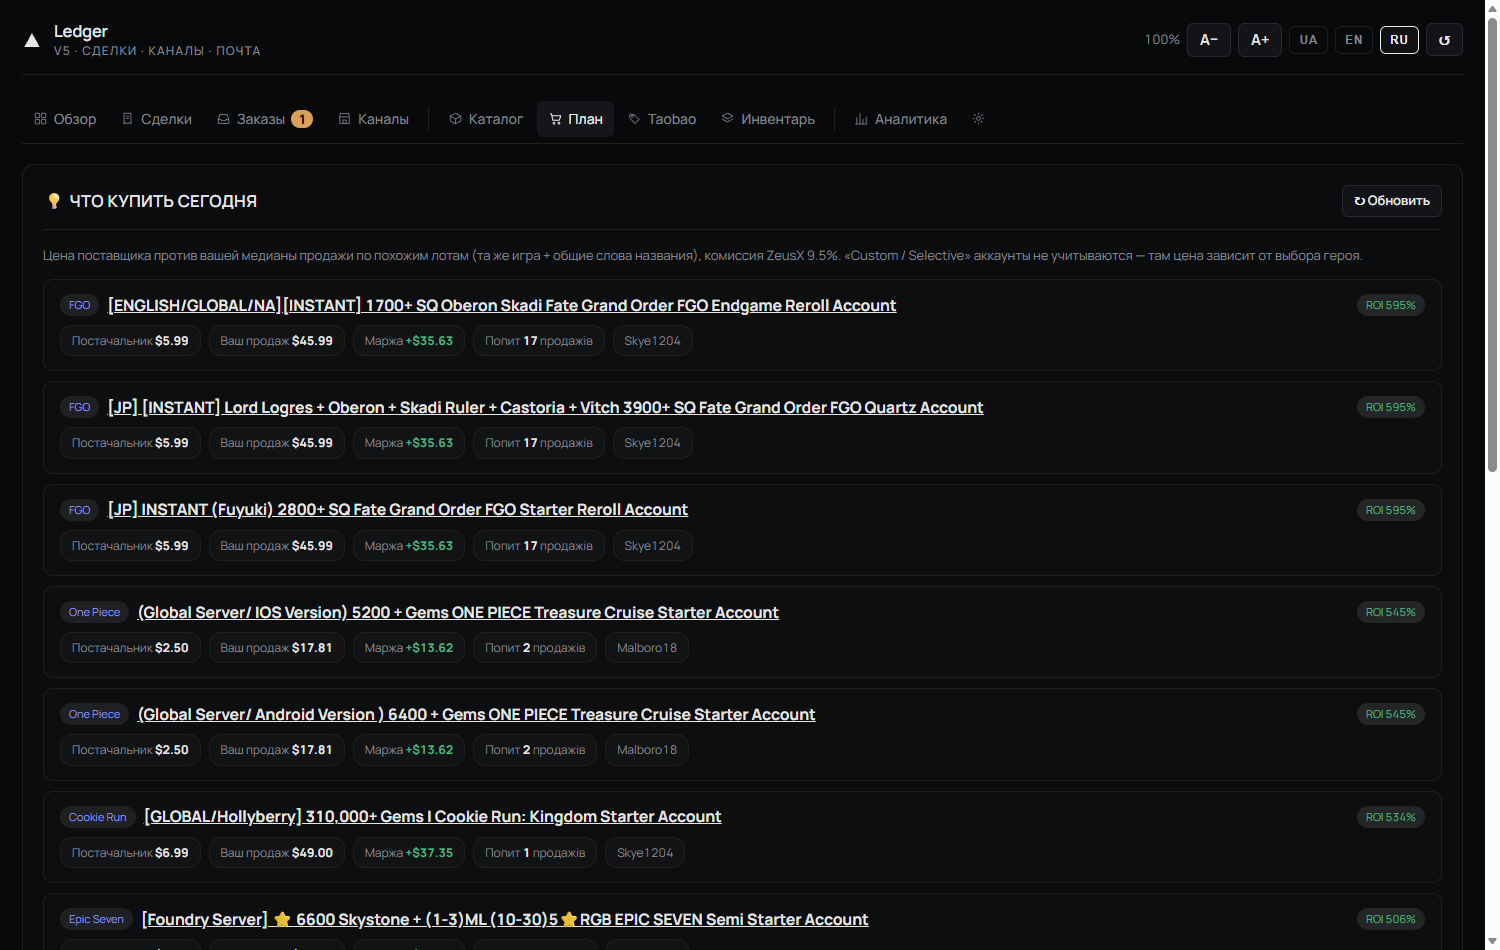 Ledger
V5 · СДЕЛКИ · КАНАЛЫ · ПОЧТА
100% A− A+ UA EN RU ↺
Обзор Сделки Заказы 1 Каналы Каталог План Taobao Инвентарь Аналитика
💡 ЧТО КУПИТЬ СЕГОДНЯ
↻ Обновить
Цена поставщика против вашей медианы продажи по похожим лотам (та же игра + общие слова названия), комиссия ZeusX 9.5%. «Custom / Selective» аккаунты не учитываются — там цена зависит от выбора героя.
FGO [ENGLISH/GLOBAL/NA][INSTANT] 1700+ SQ Oberon Skadi Fate Grand Order FGO Endgame Reroll Account ROI 595%
Постачальник $5.99 Ваш продаж $45.99 Маржа +$35.63 Попит 17 продажів Skye1204
FGO [JP] [INSTANT] Lord Logres + Oberon + Skadi Ruler + Castoria + Vitch 3900+ SQ Fate Grand Order FGO Quartz Account ROI 595%
Постачальник $5.99 Ваш продаж $45.99 Маржа +$35.63 Попит 17 продажів Skye1204
FGO [JP] INSTANT (Fuyuki) 2800+ SQ Fate Grand Order FGO Starter Reroll Account ROI 595%
Постачальник $5.99 Ваш продаж $45.99 Маржа +$35.63 Попит 17 продажів Skye1204
One Piece (Global Server/ IOS Version) 5200 + Gems ONE PIECE Treasure Cruise Starter Account ROI 545%
Постачальник $2.50 Ваш продаж $17.81 Маржа +$13.62 Попит 2 продажів Malboro18
One Piece (Global Server/ Android Version ) 6400 + Gems ONE PIECE Treasure Cruise Starter Account ROI 545%
Постачальник $2.50 Ваш продаж $17.81 Маржа +$13.62 Попит 2 продажів Malboro18
Cookie Run [GLOBAL/Hollyberry] 310,000+ Gems | Cookie Run: Kingdom Starter Account ROI 534%
Постачальник $6.99 Ваш продаж $49.00 Маржа +$37.35 Попит 1 продажів Skye1204
Epic Seven [Foundry Server] ⭐ 6600 Skystone + (1-3)ML (10-30)5⭐RGB EPIC SEVEN Semi Starter Account ROI 506%